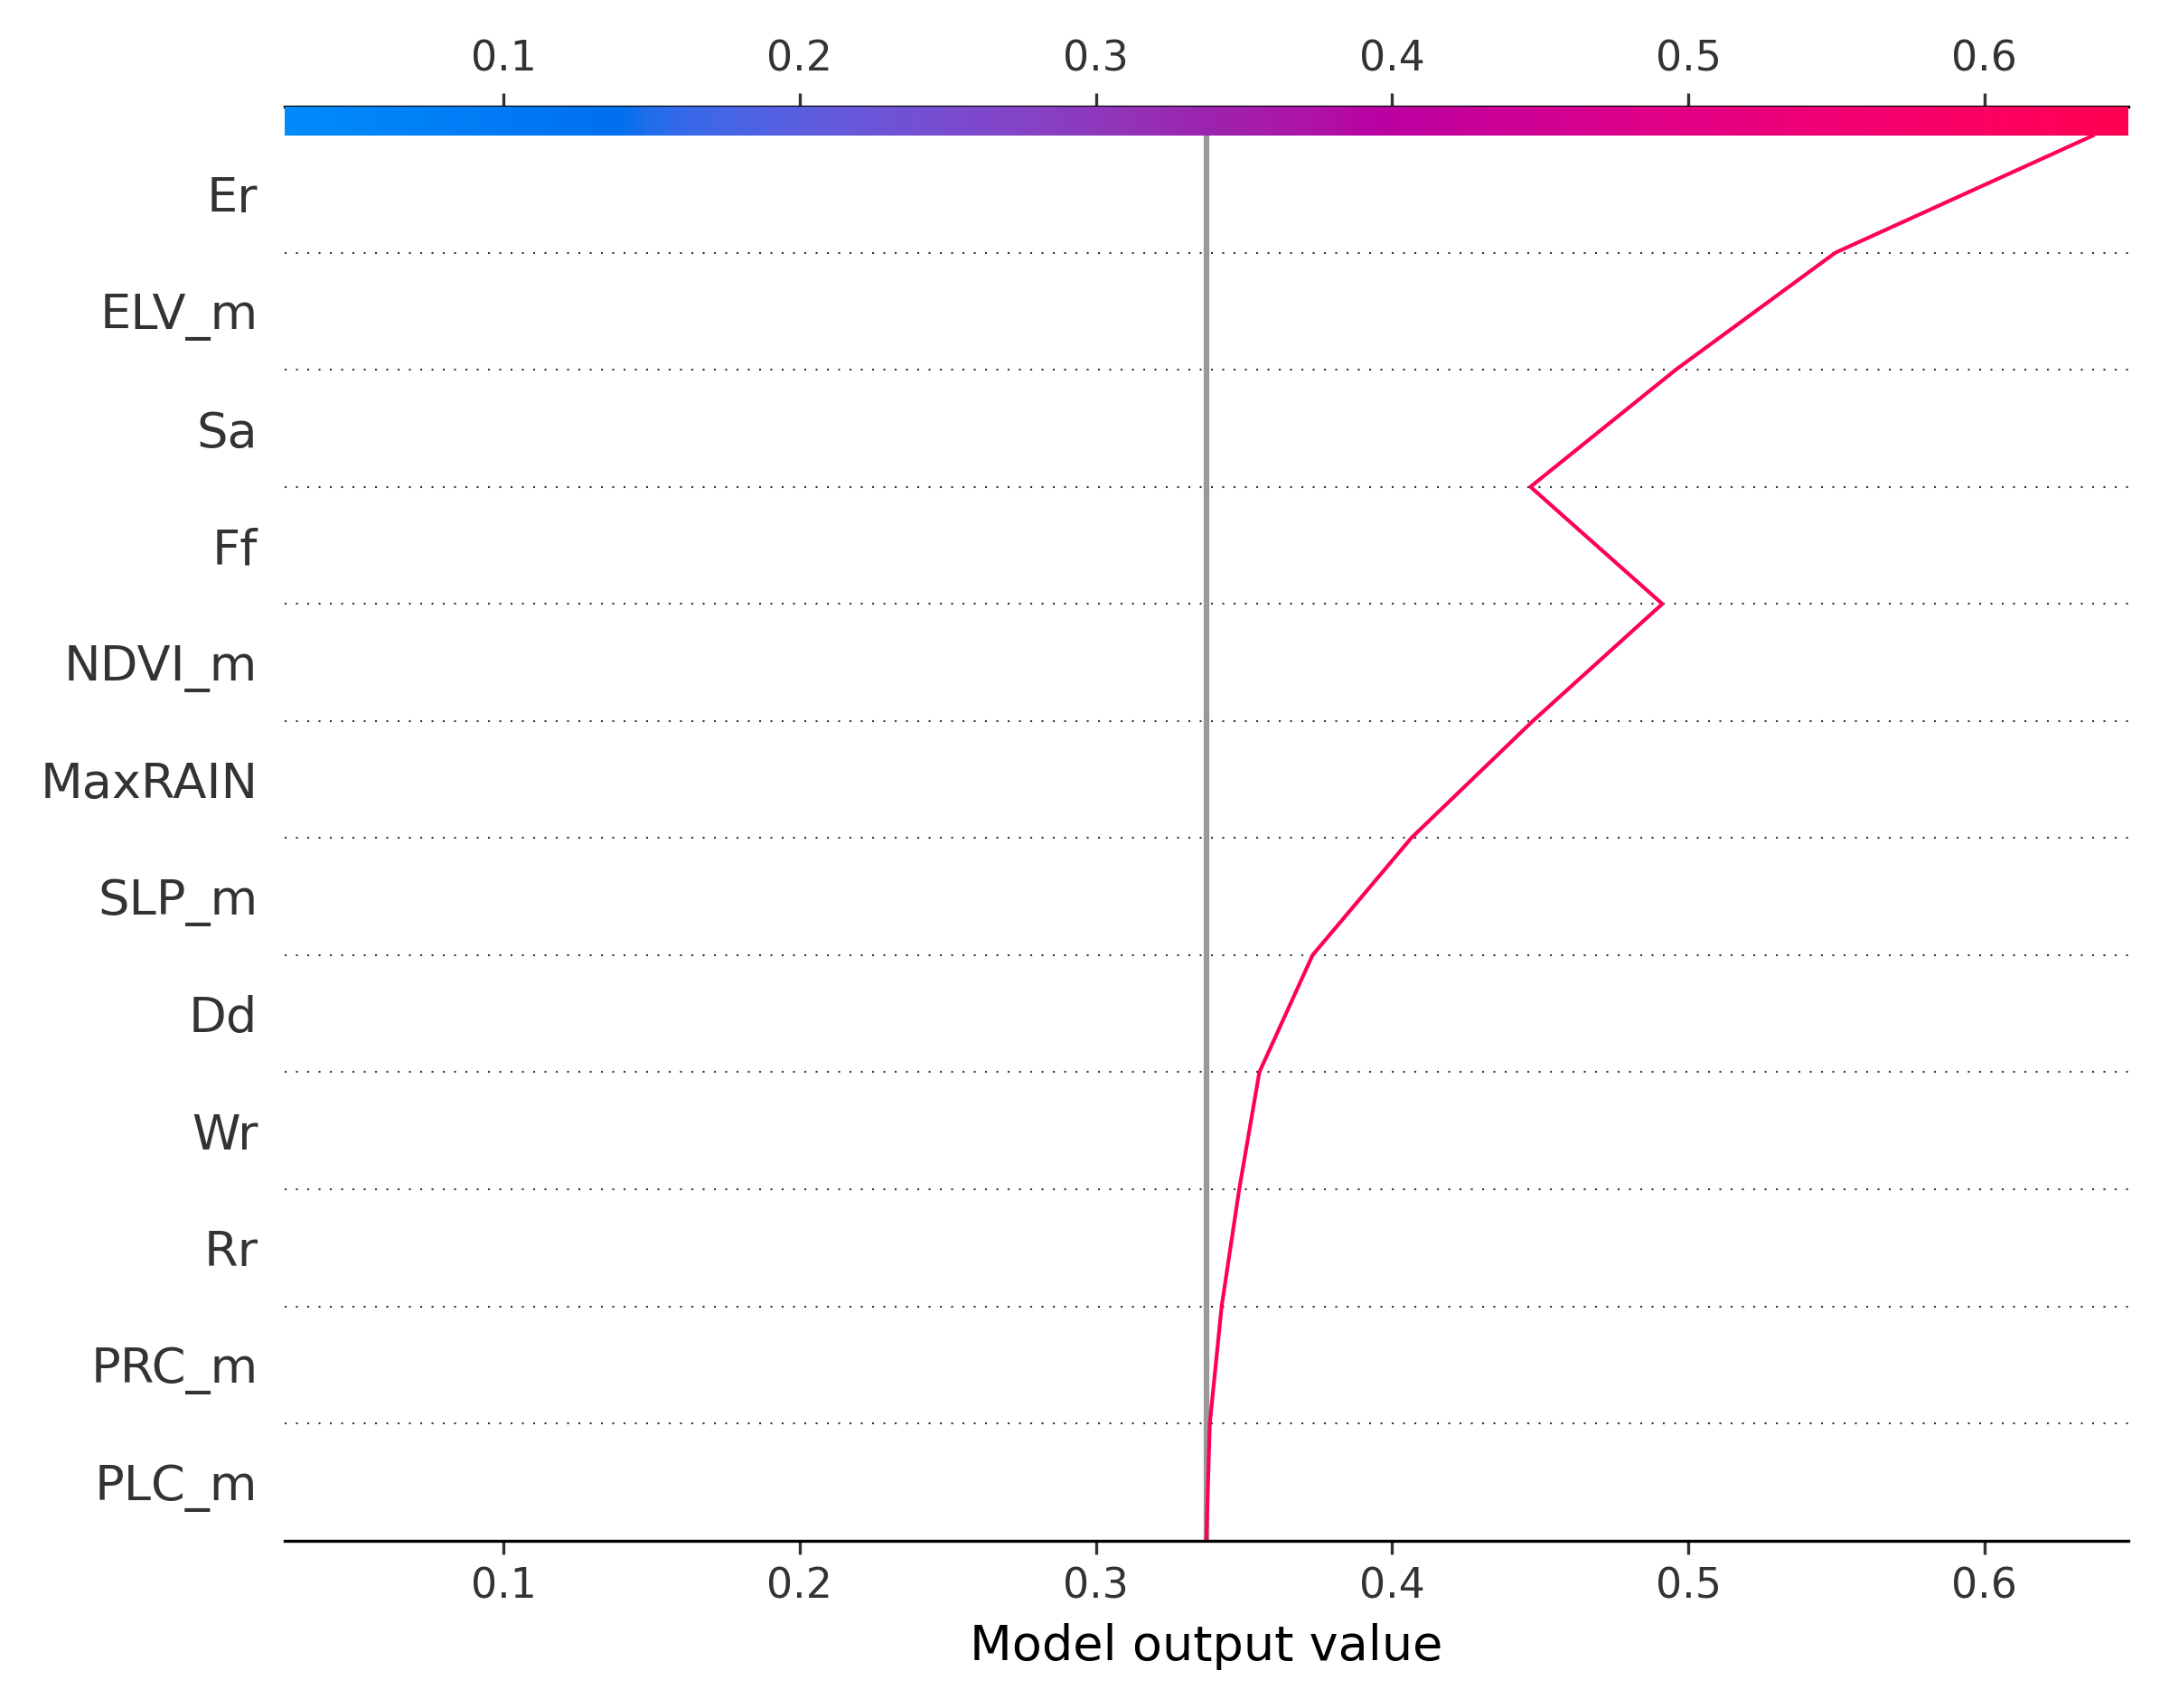 0.1 0.2 0.3 0.4 0.5 0.6
Er
ELV_m
Sa
Ff
NDVI_m
MaxRAIN
SLP_m
Dd
Wr
Rr
PRC_m
PLC_m
0.1 0.2 0.3 0.4 0.5 0.6
Model output value